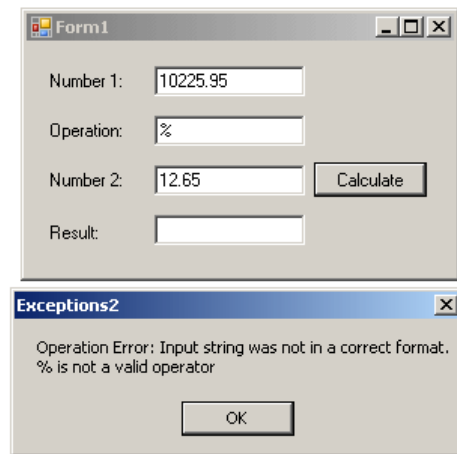 Form1
Number 1: 10225.95
Operation: %
Number 2: 12.65 Calculate
Result:
Exceptions2
Operation Error: Input string was not in a correct format.
% is not a valid operator
OK